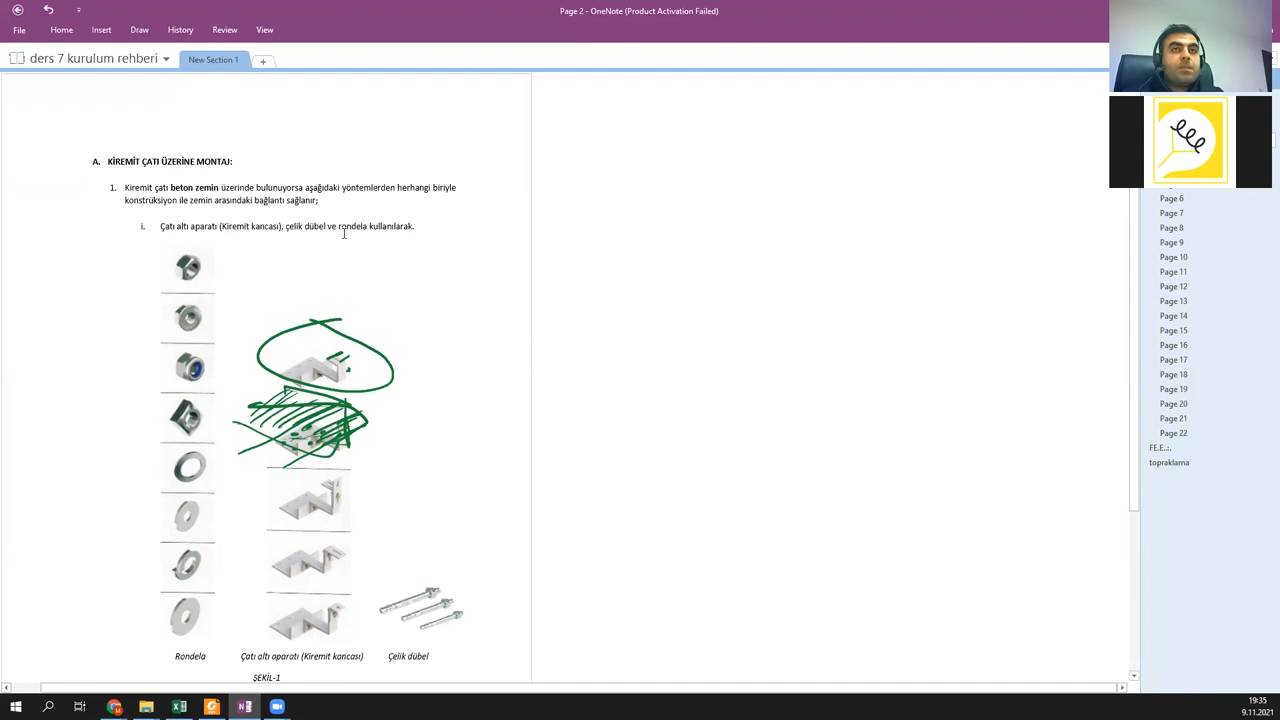 Page 2 - OneNote (Product Activation Failed)
File Home Insert Draw History Review View
ders 7 kurulum rehberi New Section 1
A. KİREMİT ÇATI ÜZERİNE MONTAJ:
1. Kiremit çatı beton zemin üzerinde bulunuyorsa aşağıdaki yöntemlerden herhangi biriyle
konstrüksiyon ile zemin arasındaki bağlantı sağlanır;
i. Çatı altı aparatı (Kiremit kancası), çelik dübel ve rondela kullanılarak.
Rondela Çatı altı aparatı (Kiremit kancası) Çelik dübel
ŞEKİL-1
Page 6
Page 7
Page 8
Page 9
Page 10
Page 11
Page 12
Page 13
Page 14
Page 15
Page 16
Page 17
Page 18
Page 19
Page 20
Page 21
Page 22
FE.E.:.
topraklama
19:35
9.11.2021